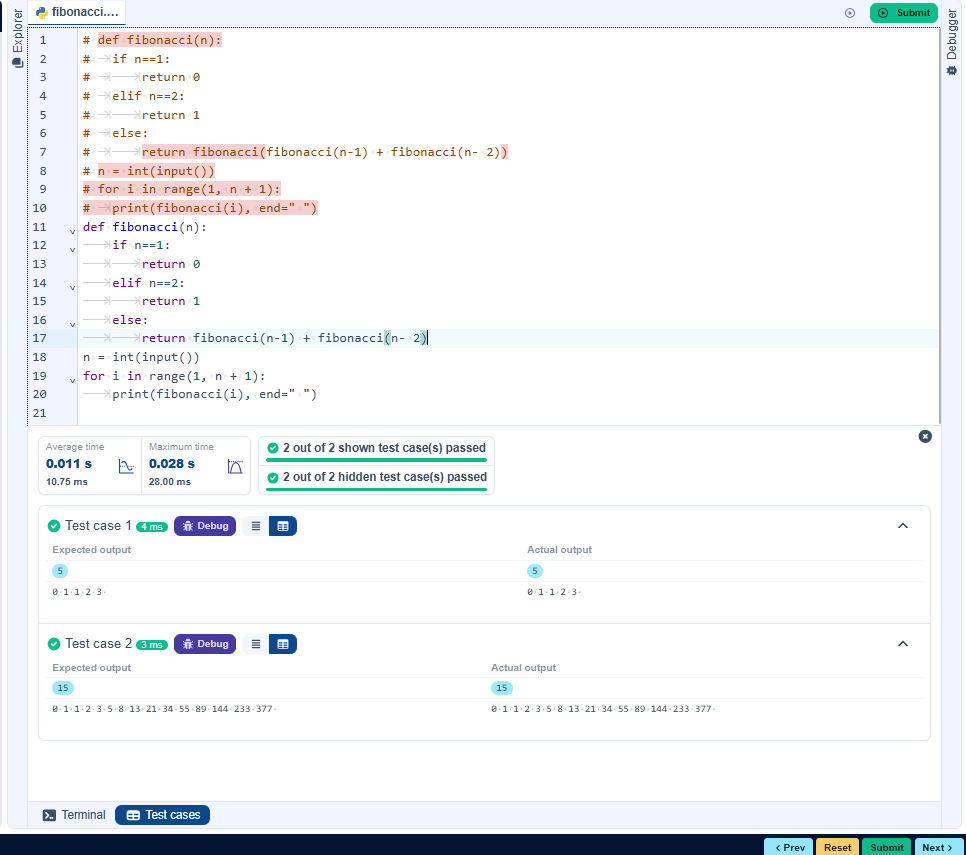 Explorer
fibonacci....
Submit
Debugger
1 # def fibonacci(n):
2 # if n==1:
3 # return 0
4 # elif n==2:
5 # return 1
6 # else:
7 # return fibonacci(fibonacci(n-1) + fibonacci(n- 2))
8 # n = int(input())
9 # for i in range(1, n + 1):
10 # print(fibonacci(i), end=" ")
11 def fibonacci(n):
12 if n==1:
13 return 0
14 elif n==2:
15 return 1
16 else:
17 return fibonacci(n-1) + fibonacci(n- 2)
18 n = int(input())
19 for i in range(1, n + 1):
20 print(fibonacci(i), end=" ")
21
Average time
0.011 s
10.75 ms
Maximum time
0.028 s
28.00 ms
2 out of 2 shown test case(s) passed
2 out of 2 hidden test case(s) passed
Test case 1 4 ms Debug
Expected output Actual output
5 5
0·1·1·2·3· 0·1·1·2·3·
Test case 2 3 ms Debug
Expected output Actual output
15 15
0·1·1·2·3·5·8·13·21·34·55·89·144·233·377· 0·1·1·2·3·5·8·13·21·34·55·89·144·233·377·
Terminal Test cases
< Prev Reset Submit Next >